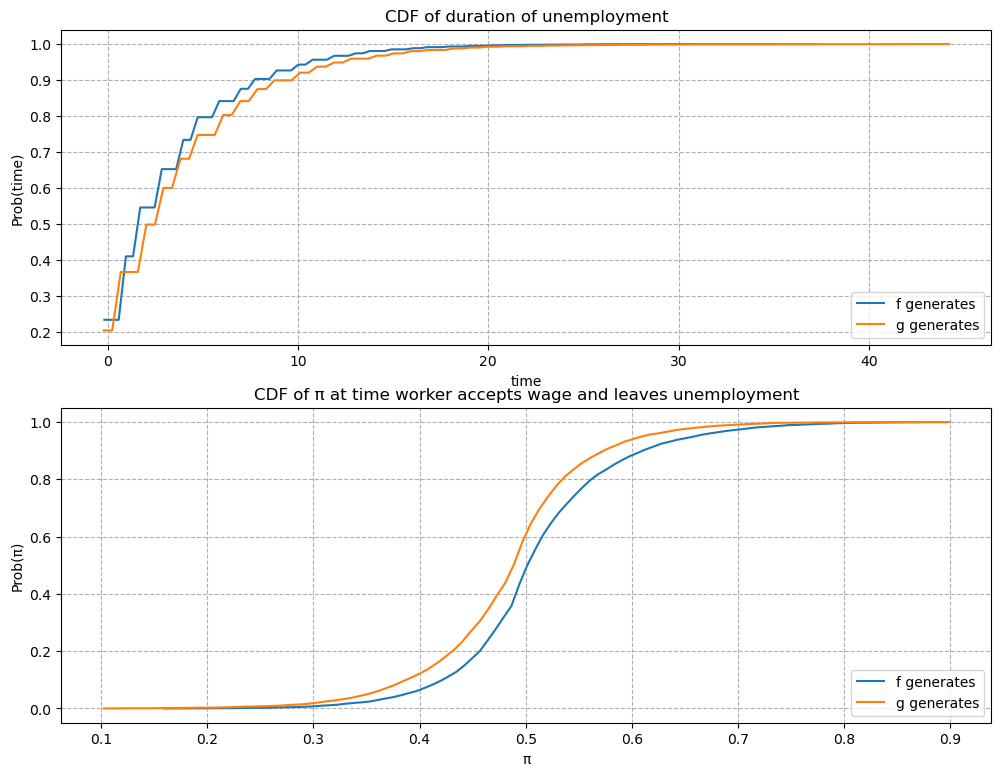 CDF of duration of unemployment
1.0
0.9
0.8
0.7
0.6
0.5
0.4
0.3
0.2
Prob(time)
f generates
g generates
0 10 20 30 40
time
CDF of π at time worker accepts wage and leaves unemployment
1.0
0.8
0.6
0.4
0.2
0.0
Prob(π)
f generates
g generates
0.1 0.2 0.3 0.4 0.5 0.6 0.7 0.8 0.9
π